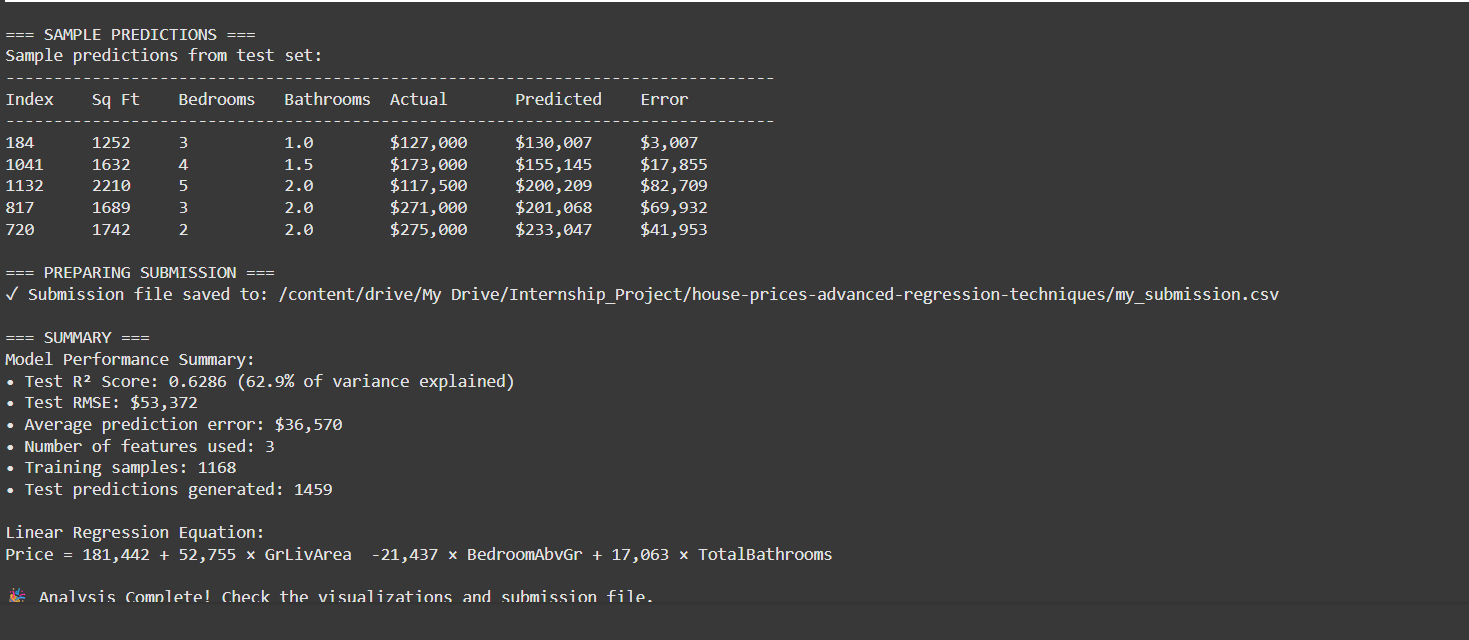 === SAMPLE PREDICTIONS ===
Sample predictions from test set:
--------------------------------------------------------------------------------
Index    Sq Ft    Bedrooms   Bathrooms  Actual       Predicted    Error
--------------------------------------------------------------------------------
184      1252     3          1.0        $127,000     $130,007     $3,007
1041     1632     4          1.5        $173,000     $155,145     $17,855
1132     2210     5          2.0        $117,500     $200,209     $82,709
817      1689     3          2.0        $271,000     $201,068     $69,932
720      1742     2          2.0        $275,000     $233,047     $41,953
=== PREPARING SUBMISSION ===
✓ Submission file saved to: /content/drive/My Drive/Internship_Project/house-prices-advanced-regression-techniques/my_submission.csv
=== SUMMARY ===
Model Performance Summary:
• Test R² Score: 0.6286 (62.9% of variance explained)
• Test RMSE: $53,372
• Average prediction error: $36,570
• Number of features used: 3
• Training samples: 1168
• Test predictions generated: 1459
Linear Regression Equation:
Price = 181,442 + 52,755 × GrLivArea  -21,437 × BedroomAbvGr + 17,063 × TotalBathrooms
🎉 Analysis Complete! Check the visualizations and submission file.